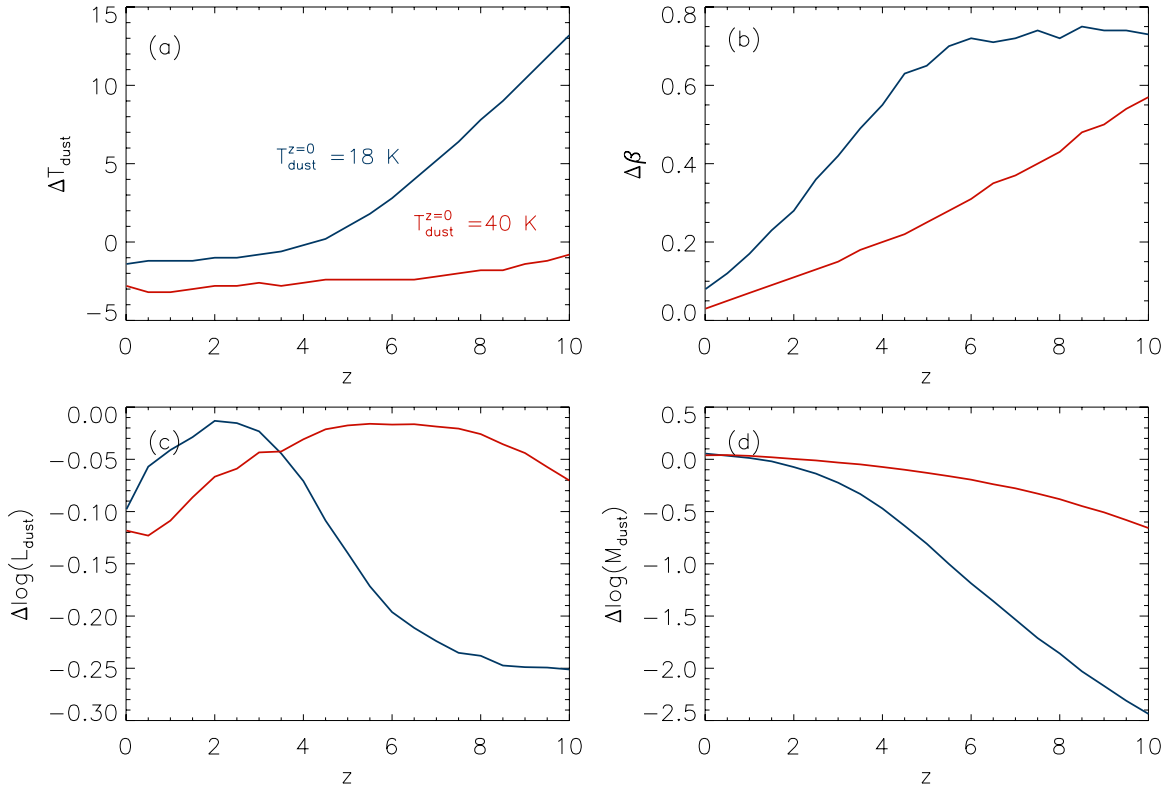 15
10
5
0
−5
ΔT_dust
(a)
T_dust^z=0 =18 K
T_dust^z=0 =40 K
0 2 4 6 8 10
z
0.8
0.6
0.4
0.2
0.0
Δβ
(b)
0 2 4 6 8 10
z
0.00
−0.05
−0.10
−0.15
−0.20
−0.25
−0.30
Δlog(L_dust)
(c)
0 2 4 6 8 10
z
0.5
0.0
−0.5
−1.0
−1.5
−2.0
−2.5
Δlog(M_dust)
(d)
0 2 4 6 8 10
z